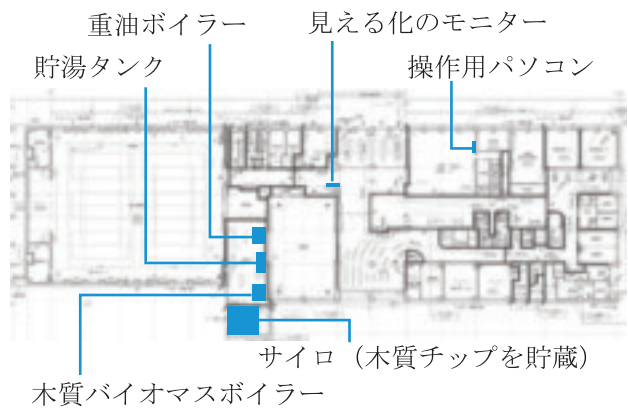 重油ボイラー
見える化のモニター
貯湯タンク
操作用パソコン
サイロ（木質チップを貯蔵）
木質バイオマスボイラー